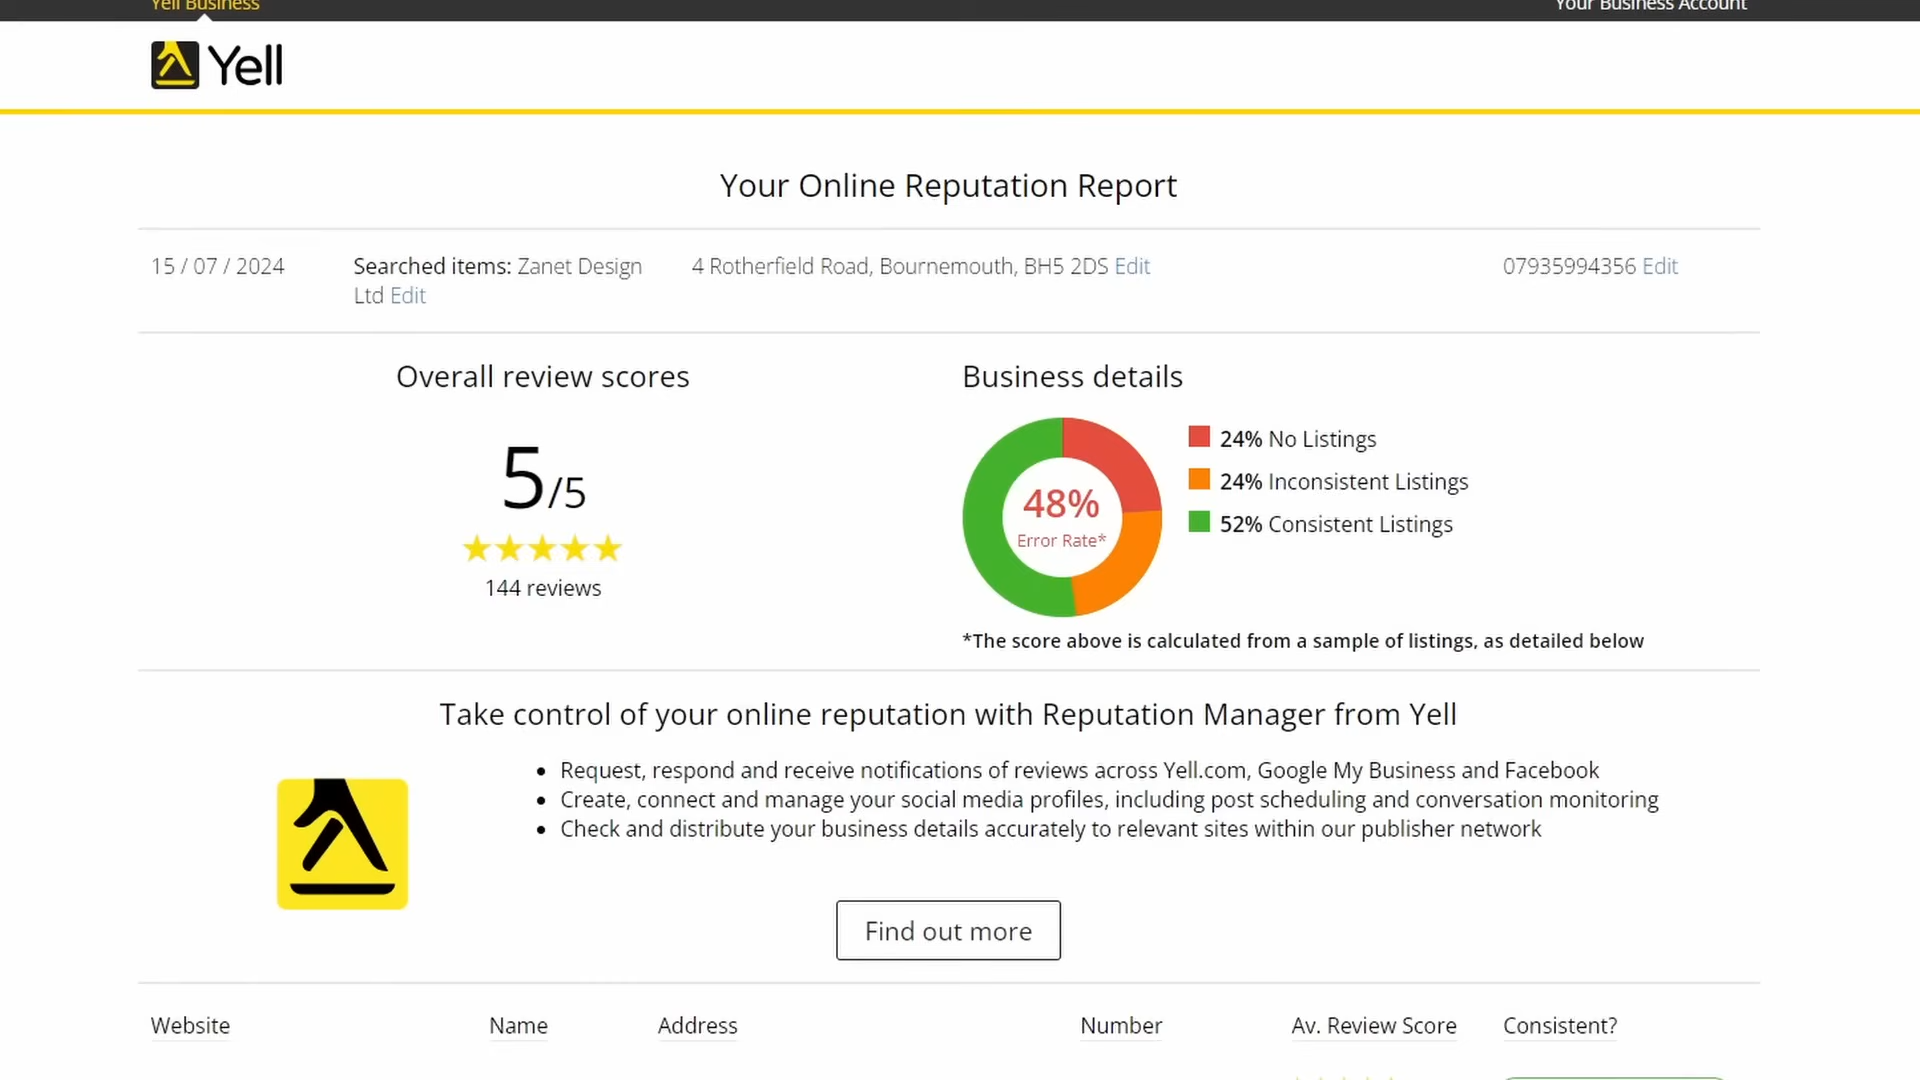 Yell Business
Your Business Account
Yell
Your Online Reputation Report
15 / 07 / 2024
Searched items: Zanet Design
Ltd Edit
4 Rotherfield Road, Bournemouth, BH5 2DS Edit
07935994356 Edit
Overall review scores
5/5
144 reviews
Business details
48%
Error Rate*
24% No Listings
24% Inconsistent Listings
52% Consistent Listings
*The score above is calculated from a sample of listings, as detailed below
Take control of your online reputation with Reputation Manager from Yell
• Request, respond and receive notifications of reviews across Yell.com, Google My Business and Facebook
• Create, connect and manage your social media profiles, including post scheduling and conversation monitoring
• Check and distribute your business details accurately to relevant sites within our publisher network
Find out more
Website Name Address Number Av. Review Score Consistent?